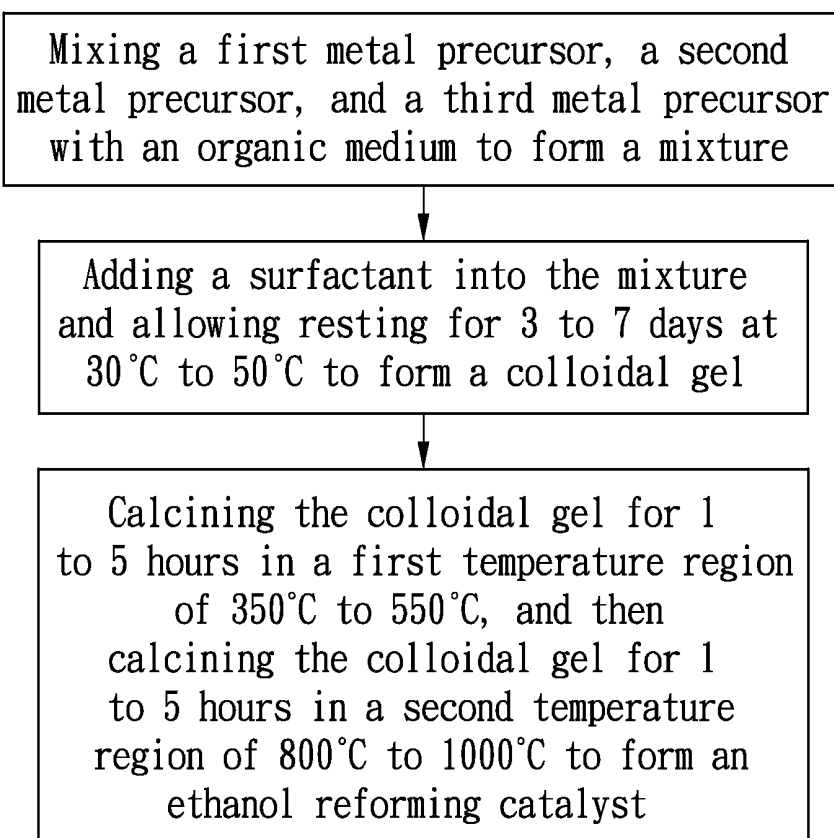 Mixing a first metal precursor, a second
metal precursor, and a third metal precursor
with an organic medium to form a mixture
Adding a surfactant into the mixture
and allowing resting for 3 to 7 days at
30°C to 50°C to form a colloidal gel
Calcining the colloidal gel for 1
to 5 hours in a first temperature region
of 350°C to 550°C, and then
calcining the colloidal gel for 1
to 5 hours in a second temperature
region of 800°C to 1000°C to form an
ethanol reforming catalyst